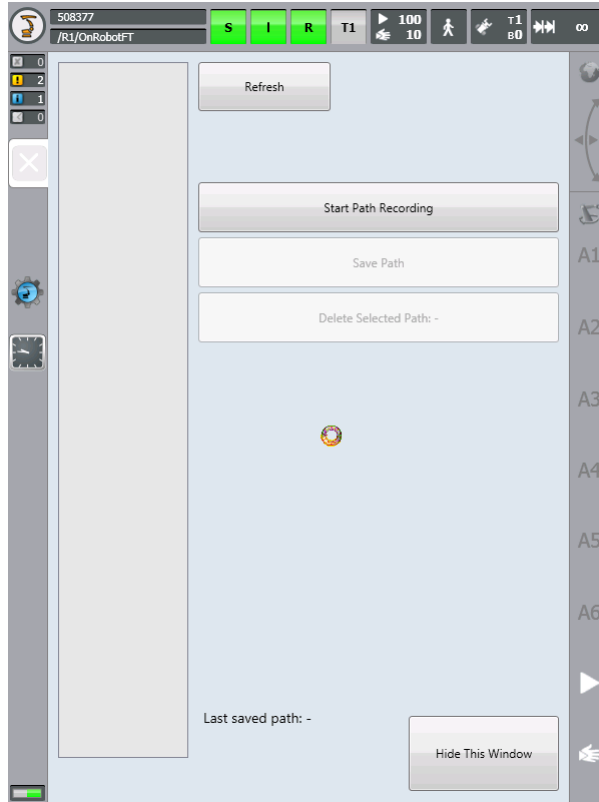 508377
/R1/OnRobotFT
S I R T1 100 10 T1 B0 ∞
0
2
1
0
Refresh
Start Path Recording
Save Path
Delete Selected Path: -
A1
A2
A3
A4
A5
A6
Last saved path: -
Hide This Window